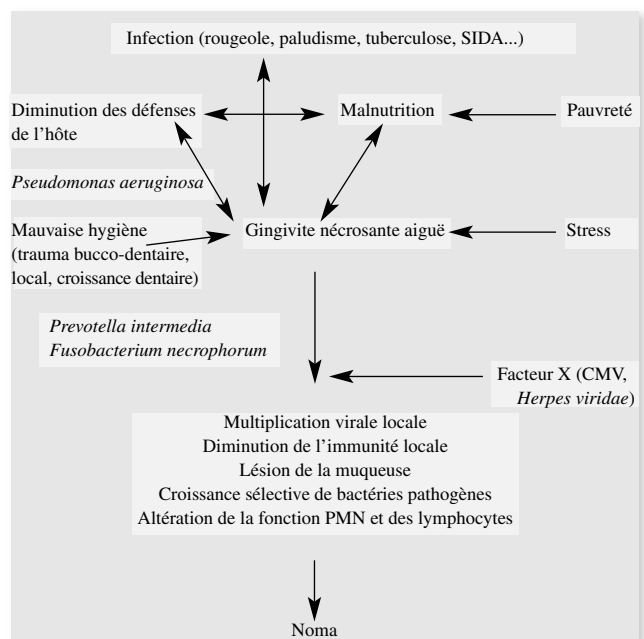 Infection (rougeole, paludisme, tuberculose, SIDA...)
Diminution des défenses
de l’hôte
Malnutrition
Pauvreté
Pseudomonas aeruginosa
Mauvaise hygiène
(trauma bucco-dentaire,
local, croissance dentaire)
Gingivite nécrosante aiguë
Stress
Prevotella intermedia
Fusobacterium necrophorum
Facteur X (CMV,
Herpes viridae)
Multiplication virale locale
Diminution de l’immunité locale
Lésion de la muqueuse
Croissance sélective de bactéries pathogènes
Altération de la fonction PMN et des lymphocytes
Noma